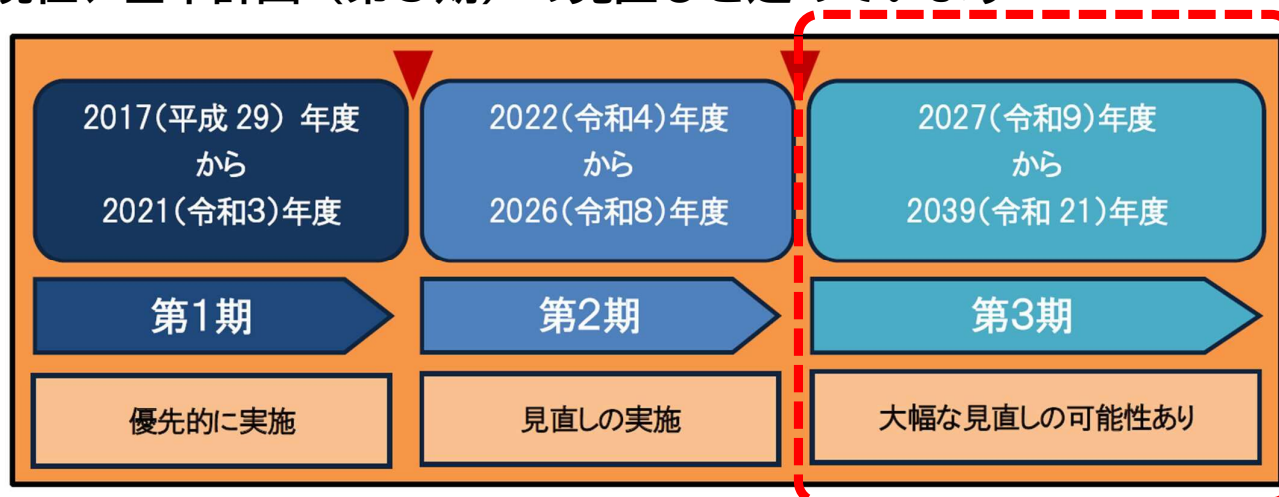 2017(平成 29) 年度
から
2021(令和3)年度
2022(令和4)年度
から
2026(令和8)年度
2027(令和9)年度
から
2039(令和 21)年度
第1期
第2期
第3期
優先的に実施
見直しの実施
大幅な見直しの可能性あり